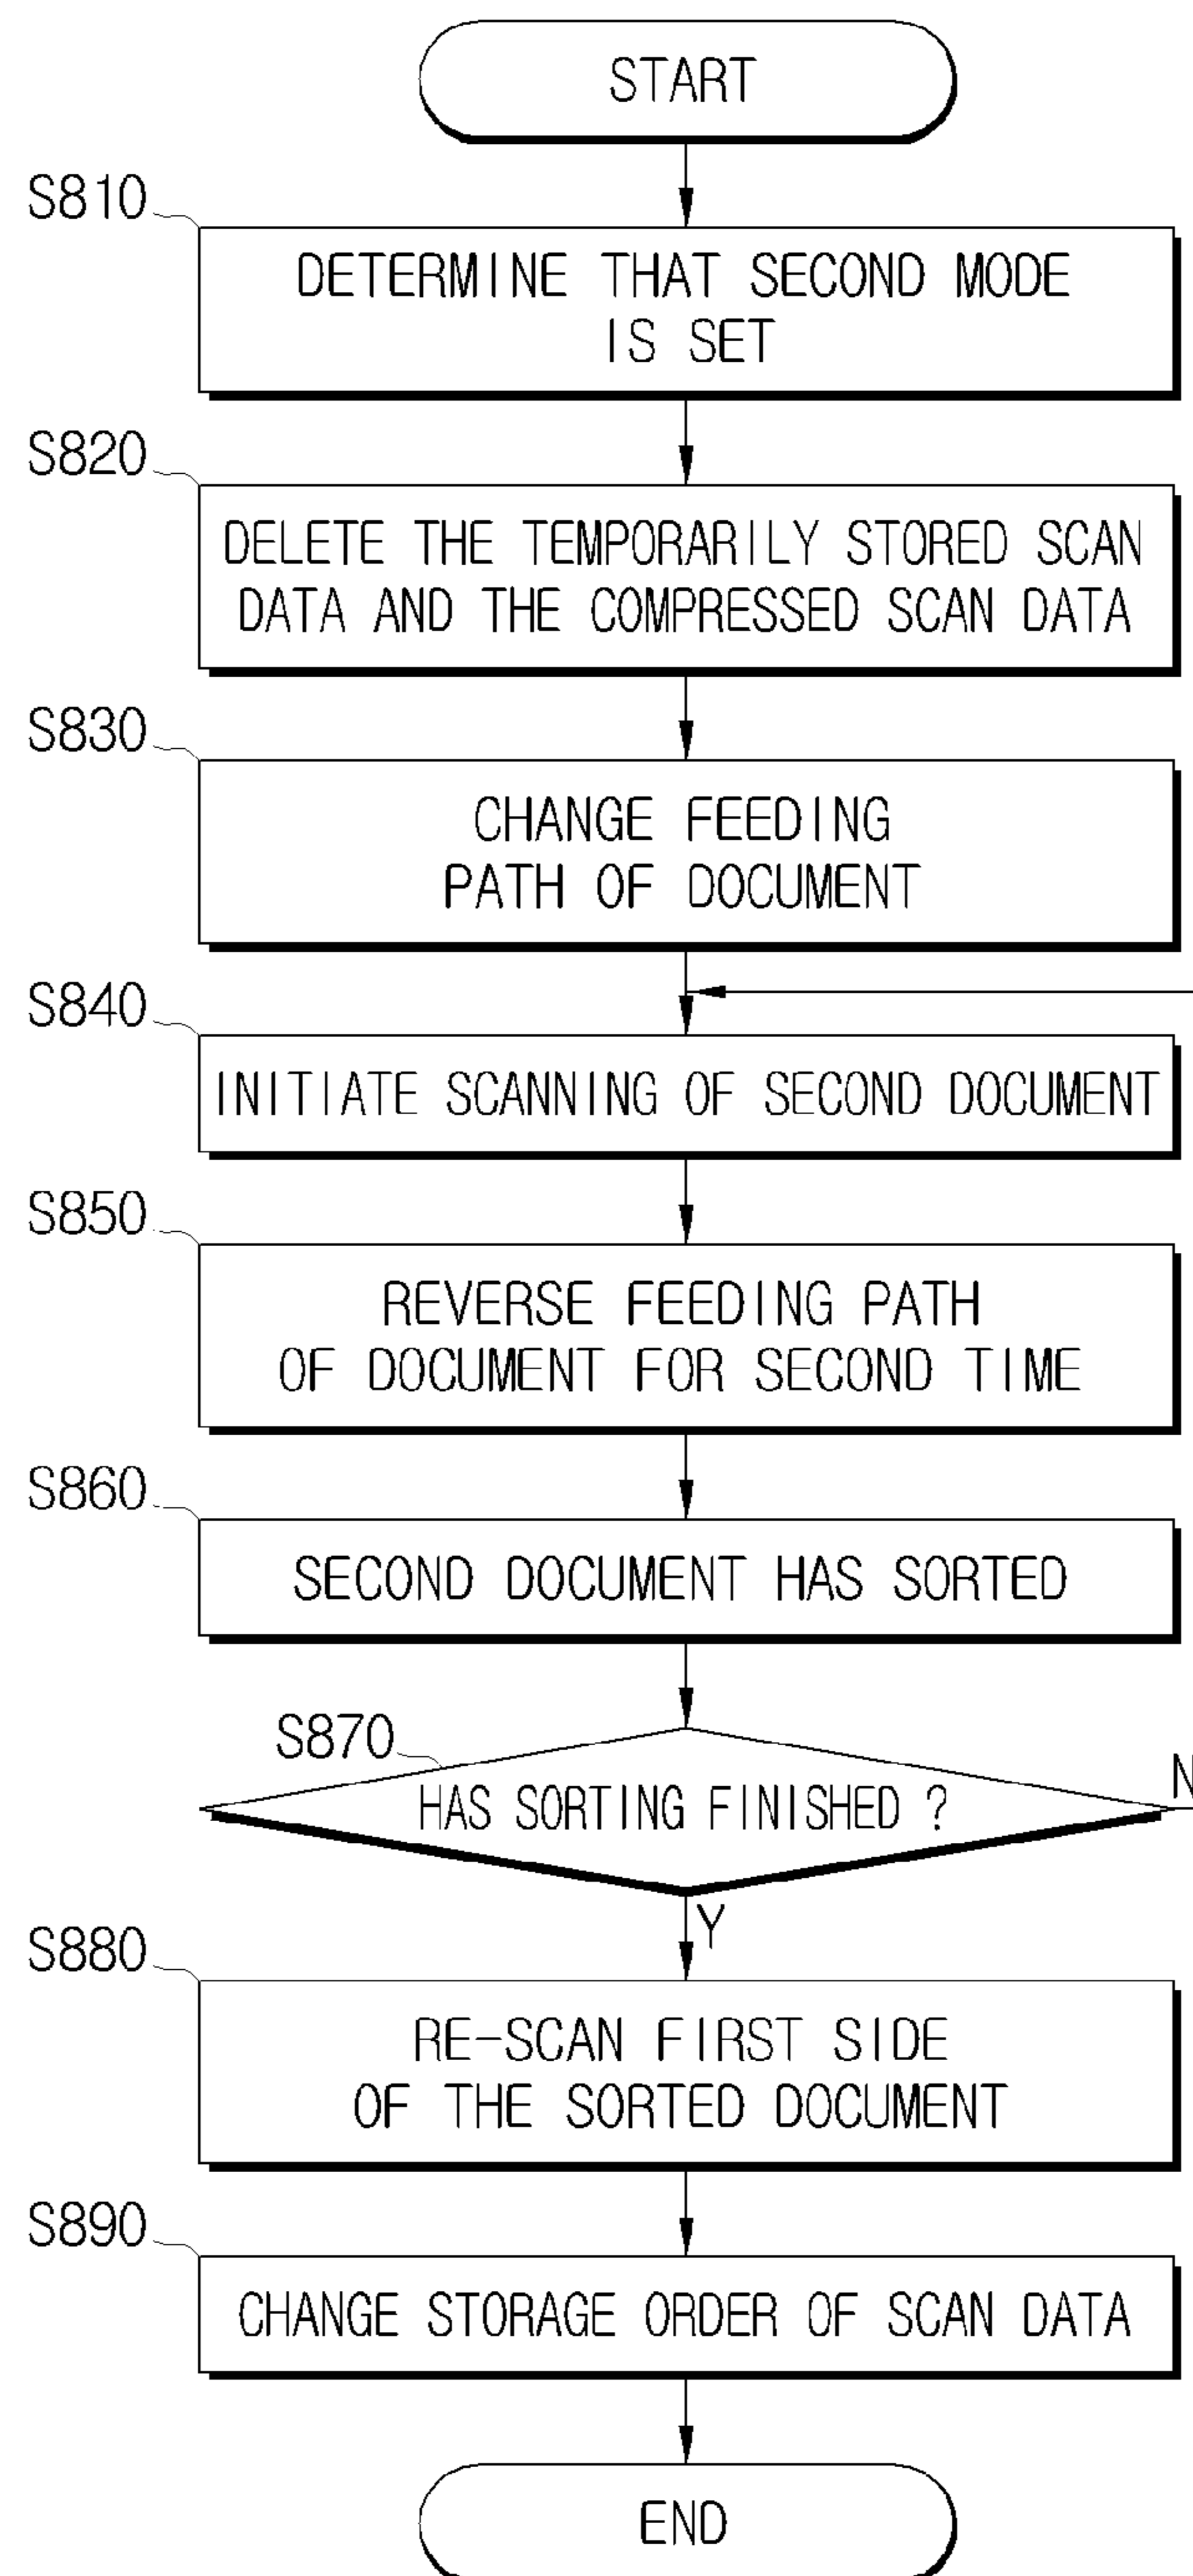 START
S810
DETERMINE THAT SECOND MODE
IS SET
S820
DELETE THE TEMPORARILY STORED SCAN
DATA AND THE COMPRESSED SCAN DATA
S830
CHANGE FEEDING
PATH OF DOCUMENT
S840
INITIATE SCANNING OF SECOND DOCUMENT
S850
REVERSE FEEDING PATH
OF DOCUMENT FOR SECOND TIME
S860
SECOND DOCUMENT HAS SORTED
S870
HAS SORTING FINISHED ?
N
Y
S880
RE-SCAN FIRST SIDE
OF THE SORTED DOCUMENT
S890
CHANGE STORAGE ORDER OF SCAN DATA
END